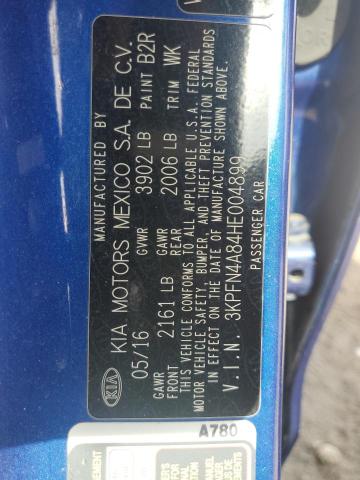 MANUFACTURED BY
KIA KIA MOTORS MEXICO S.A. DE C.V.
05/16 GVWR 3902 LB PAINT B2R
GAWR FRONT 2161 LB GAWR REAR 2006 LB TRIM WK
THIS VEHICLE CONFORMS TO ALL APPLICABLE U.S.A. FEDERAL
MOTOR VEHICLE SAFETY, BUMPER, AND THEFT PREVENTION STANDARDS
IN EFFECT ON THE DATE OF MANUFACTURE SHOWN ABOVE.
V.I.N. 3KPFN4A84HE004899
PASSENGER CAR
A780